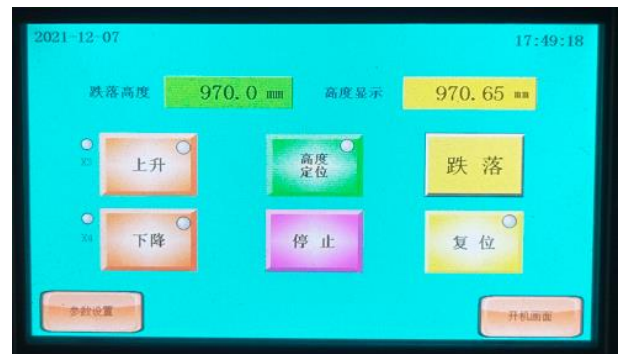 2021-12-07 17:49:18
跌落高度 970.0 mm 高度显示 970.65 mm
X3 上升 高度定位 跌落
X4 下降 停止 复位
参数设置 开机画面